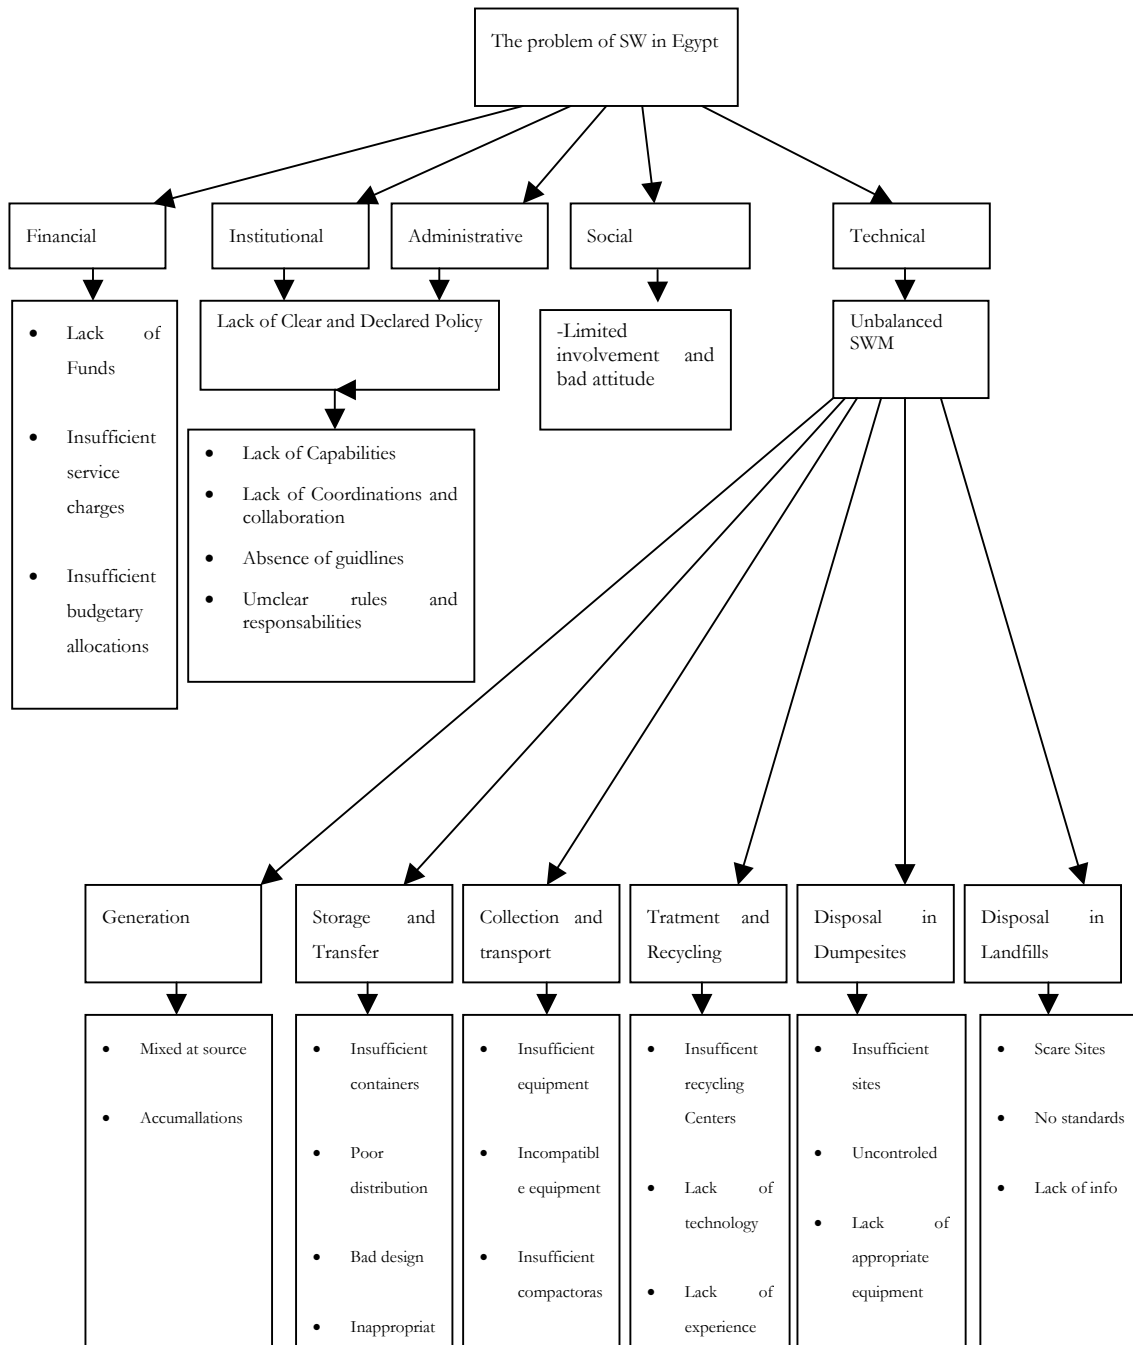 The problem of SW in Egypt
Financial
Institutional
Administrative
Social
Technical
• Lack of
Funds
• Insufficient
service
charges
• Insufficient
budgetary
allocations
Lack of Clear and Declared Policy
• Lack of Capabilities
• Lack of Coordinations and
collaboration
• Absence of guidlines
• Umclear rules and
responsabilities
-Limited
involvement and
bad attitude
Unbalanced
SWM
Generation
Storage and
Transfer
Collection and
transport
Tratment and
Recycling
Disposal in
Dumpesites
Disposal in
Landfills
• Mixed at source
• Accumallations
• Insufficient
containers
• Poor
distribution
• Bad design
• Inappropriat
• Insufficient
equipment
• Incompatibl
e equipment
• Insufficient
compactoras
• Insufficent
recycling
Centers
• Lack of
technology
• Lack of
experience
• Insufficient
sites
• Uncontroled
• Lack of
appropriate
equipment
• Scare Sites
• No standards
• Lack of info